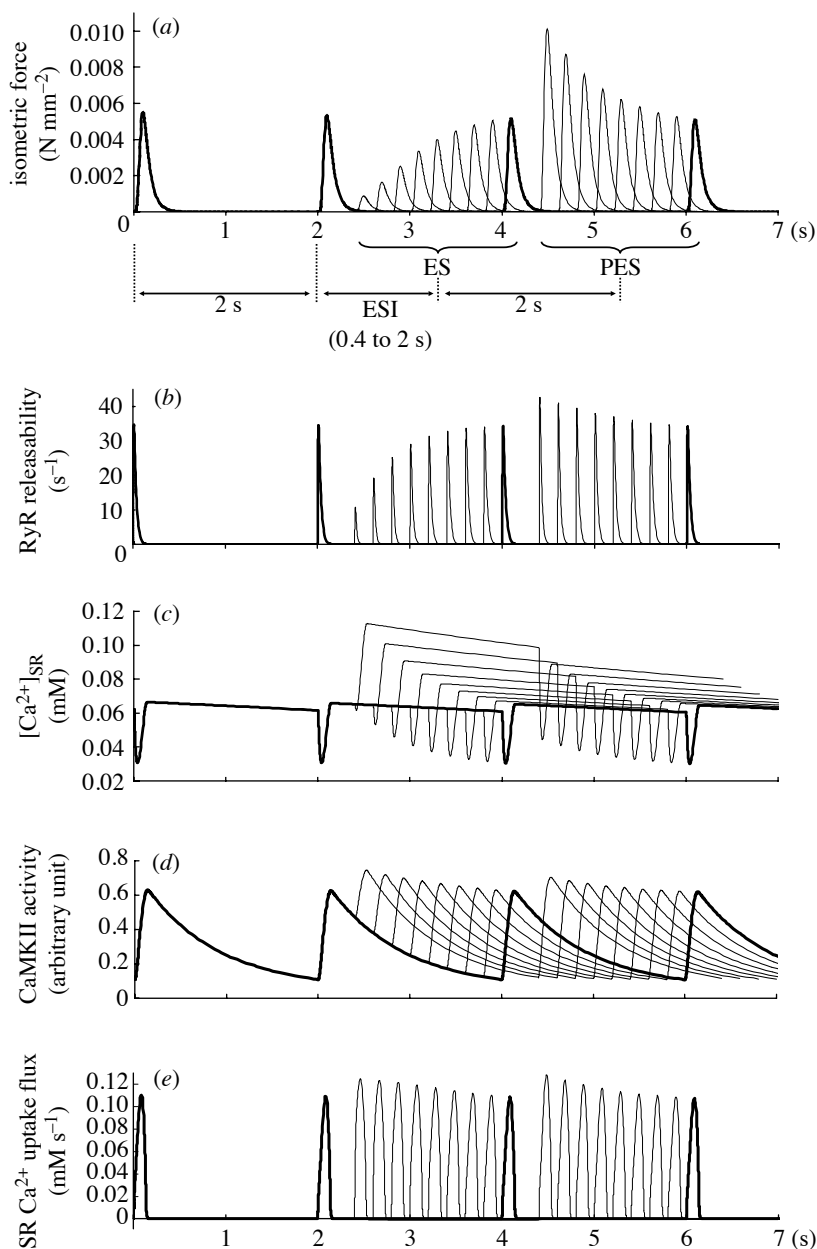 (a)
isometric force
(N mm⁻²)
0.010
0.008
0.006
0.004
0.002
0 1 2 3 4 5 6 7 (s)
ES PES
2 s ESI 2 s
(0.4 to 2 s)
(b)
RyR releasability
(s⁻¹)
40
30
20
10
0
(c)
[Ca²⁺]SR
(mM)
0.12
0.10
0.08
0.06
0.04
0.02
(d)
CaMKII activity
(arbitrary unit)
0.8
0.6
0.4
0.2
0
(e)
SR Ca²⁺ uptake flux
(mM s⁻¹)
0.12
0.10
0.08
0.06
0.04
0.02
0
1 2 3 4 5 6 7 (s)